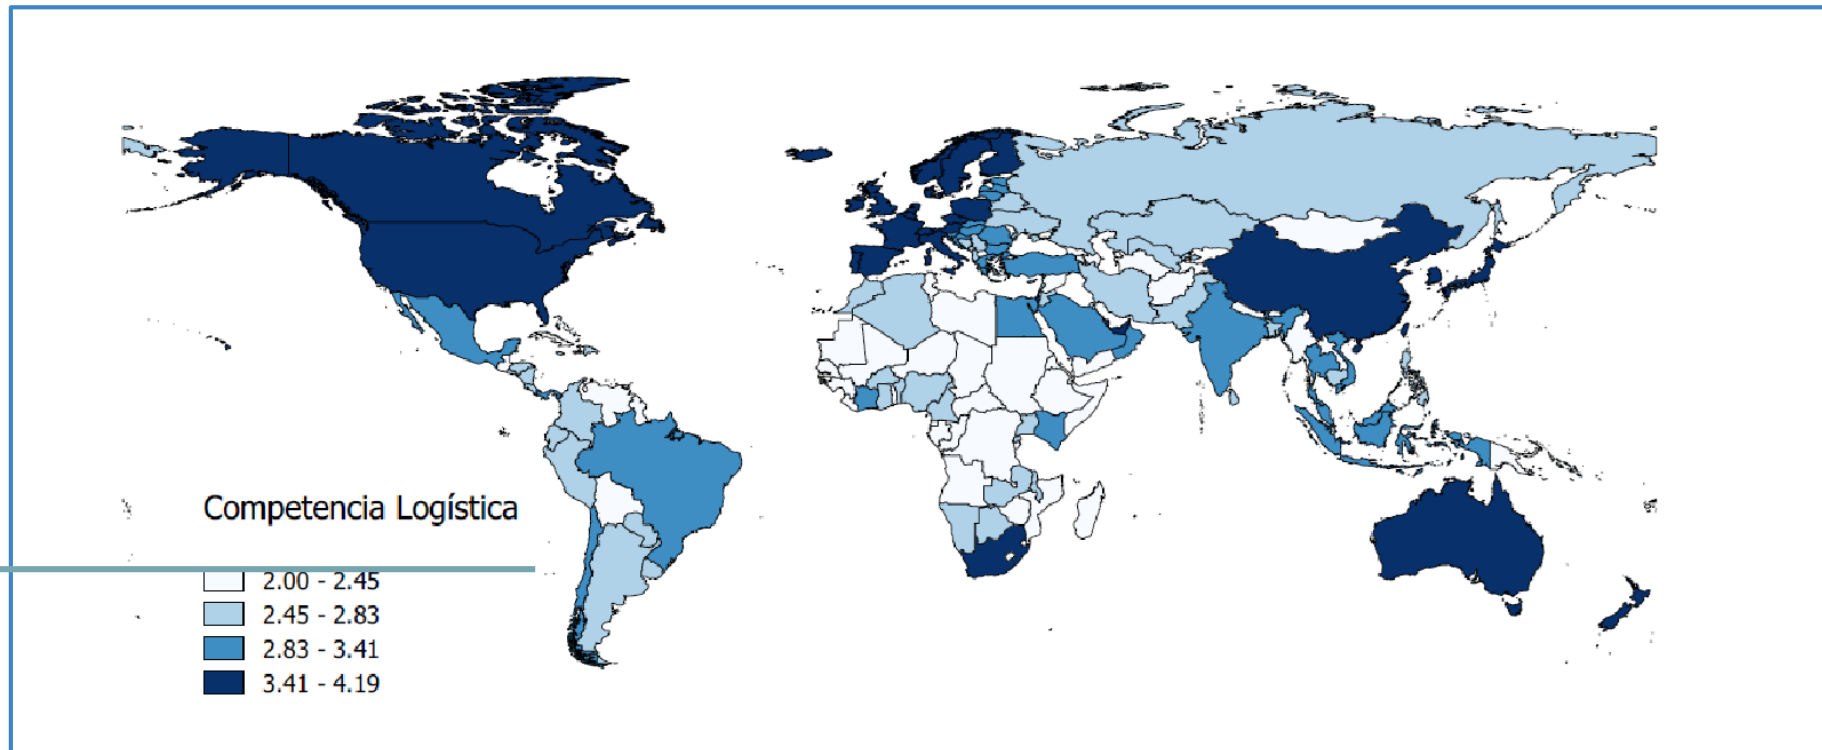 Competencia Logística
2.00 - 2.45
2.45 - 2.83
2.83 - 3.41
3.41 - 4.19